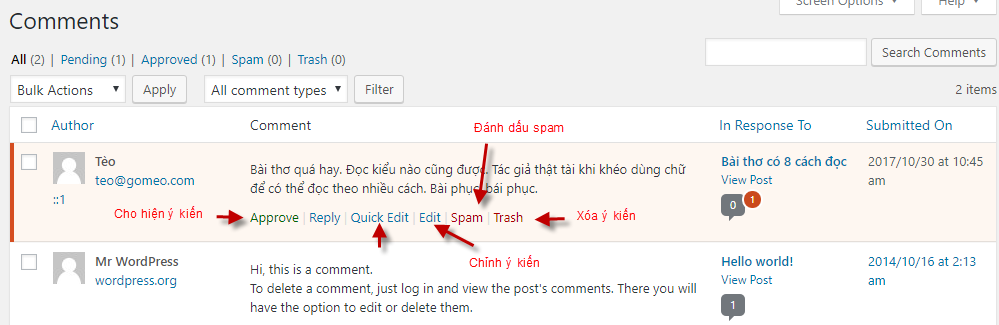 Screen Options ▼ Help ▼
Comments
All (2) | Pending (1) | Approved (1) | Spam (0) | Trash (0)
Search Comments
Bulk Actions ▼ Apply All comment types ▼ Filter 2 items
Author Comment In Response To Submitted On
Đánh dấu spam
Tèo
teo@gomeo.com
::1
Bài thơ quá hay. Đọc kiểu nào cũng được. Tác giả thật tài khi khéo dùng chữ
để có thể đọc theo nhiều cách. Bài phục, bái phục.
Cho hiện ý kiến
Approve | Reply | Quick Edit | Edit | Spam | Trash
Xóa ý kiến
Chỉnh ý kiến
Bài thơ có 8 cách đọc
View Post
0 1
2017/10/30 at 10:45
am
Mr WordPress
wordpress.org
Hi, this is a comment.
To delete a comment, just log in and view the post's comments. There you will
have the option to edit or delete them.
Hello world!
View Post
1
2014/10/16 at 2:13
am